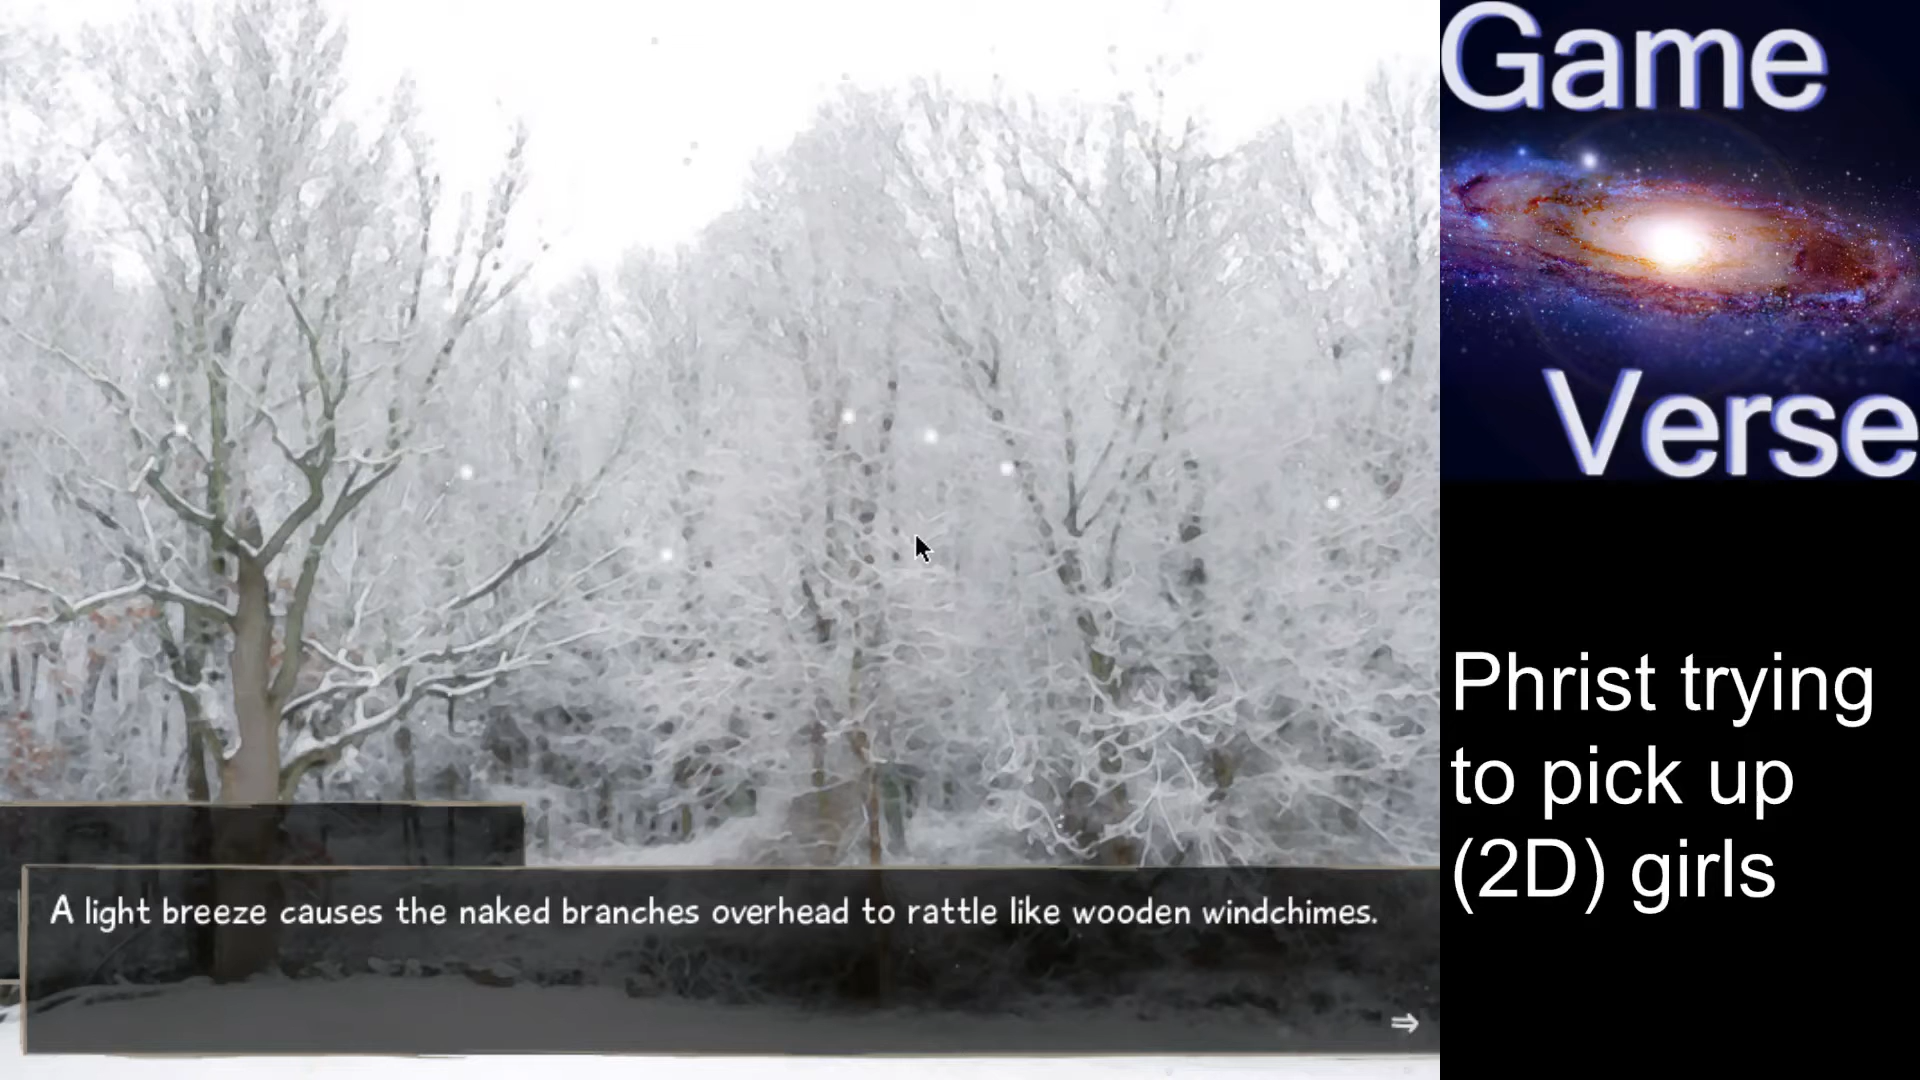 Game
Verse
A light breeze causes the naked branches overhead to rattle like wooden windchimes.
Phrist trying
to pick up
(2D) girls